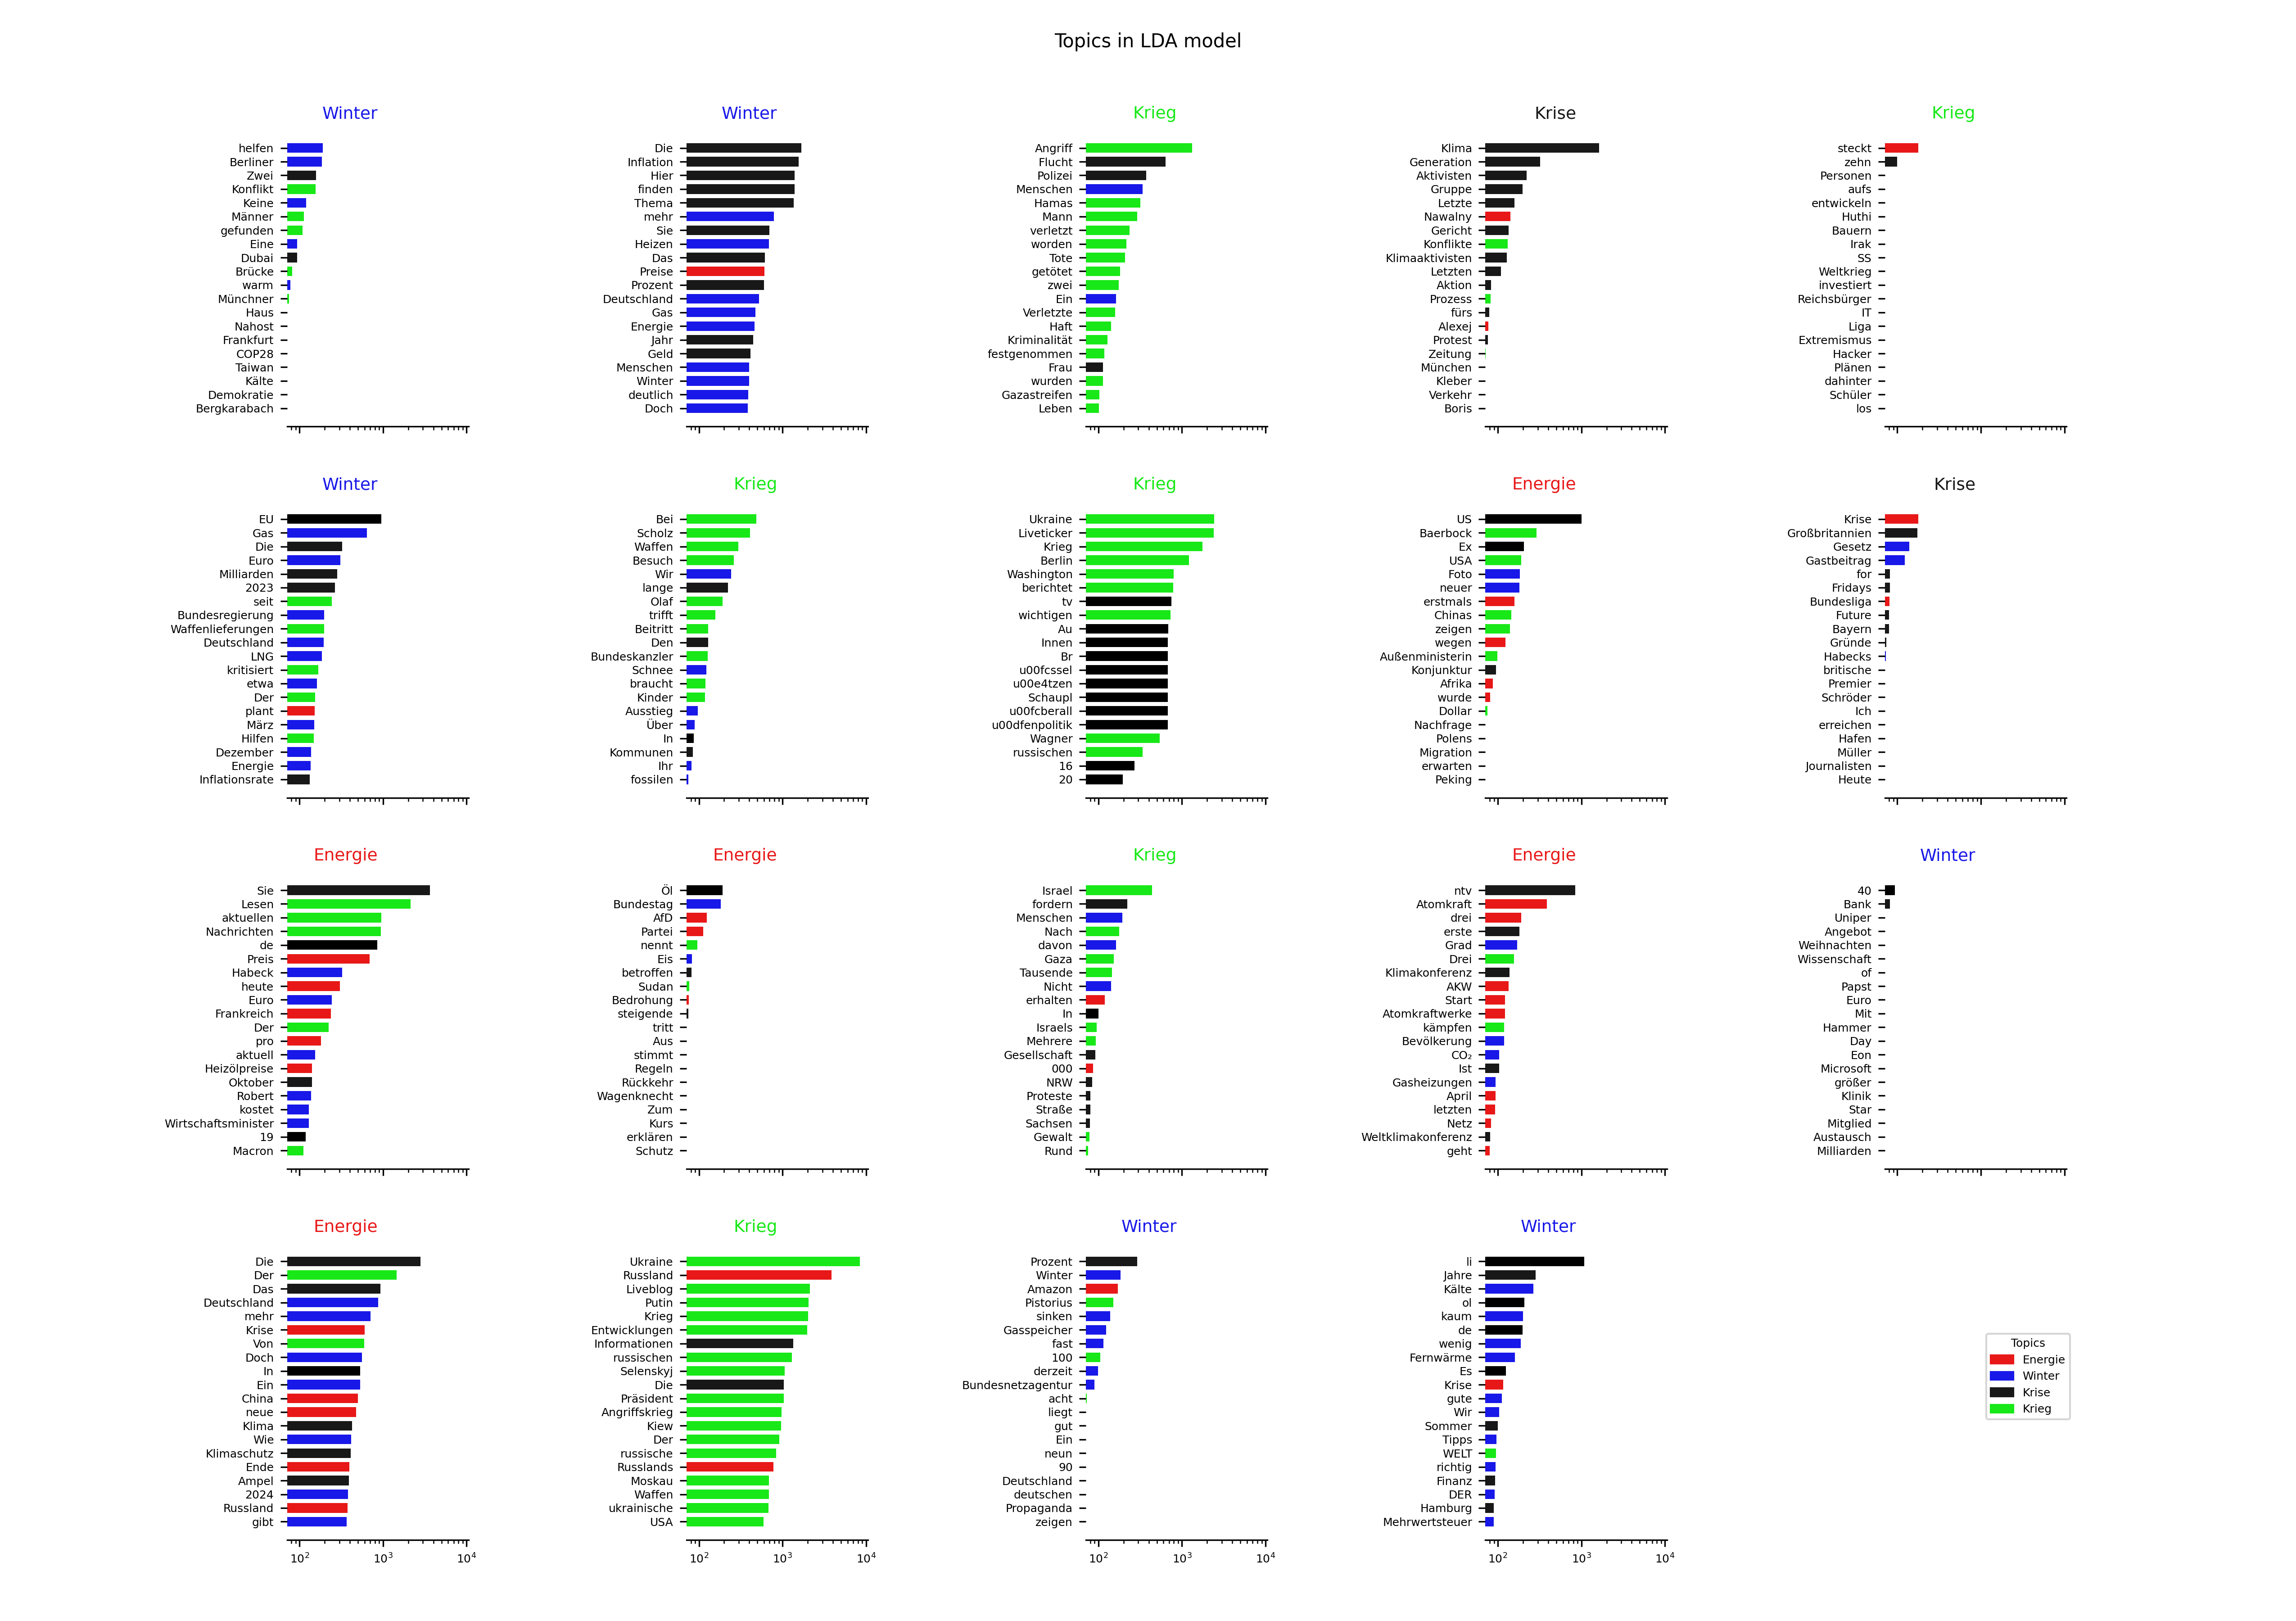 Topics in LDA model
Winter
helfen
Berliner
Zwei
Konflikt
Keine
Männer
gefunden
Eine
Dubai
Brücke
warm
Münchner
Haus
Nahost
Frankfurt
COP28
Taiwan
Kälte
Demokratie
Bergkarabach
Winter
Die
Inflation
Hier
finden
Thema
mehr
Sie
Heizen
Das
Preise
Prozent
Deutschland
Gas
Energie
Jahr
Geld
Menschen
Winter
deutlich
Doch
Krieg
Angriff
Flucht
Polizei
Menschen
Hamas
Mann
verletzt
worden
Tote
getötet
zwei
Ein
Verletzte
Haft
Kriminalität
festgenommen
Frau
wurden
Gazastreifen
Leben
Krise
Klima
Generation
Aktivisten
Gruppe
Letzte
Nawalny
Gericht
Konflikte
Klimaaktivisten
Letzten
Aktion
Prozess
fürs
Alexej
Protest
Zeitung
München
Kleber
Verkehr
Boris
Krieg
steckt
zehn
Personen
aufs
entwickeln
Huthi
Bauern
Irak
SS
Weltkrieg
investiert
Reichsbürger
IT
Liga
Extremismus
Hacker
Plänen
dahinter
Schüler
los
Winter
EU
Gas
Die
Euro
Milliarden
2023
seit
Bundesregierung
Waffenlieferungen
Deutschland
LNG
kritisiert
etwa
Der
plant
März
Hilfen
Dezember
Energie
Inflationsrate
Krieg
Bei
Scholz
Waffen
Besuch
Wir
lange
Olaf
trifft
Beitritt
Den
Bundeskanzler
Schnee
braucht
Kinder
Ausstieg
Über
In
Kommunen
Ihr
fossilen
Krieg
Ukraine
Liveticker
Krieg
Berlin
Washington
berichtet
tv
wichtigen
Au
Innen
Br
u00fcssel
u00e4tzen
Schaupl
u00fcberall
u00dfenpolitik
Wagner
russischen
16
20
Energie
US
Baerbock
Ex
USA
Foto
neuer
erstmals
Chinas
zeigen
wegen
Außenministerin
Konjunktur
Afrika
wurde
Dollar
Nachfrage
Polens
Migration
erwarten
Peking
Krise
Krise
Großbritannien
Gesetz
Gastbeitrag
for
Fridays
Bundesliga
Future
Bayern
Gründe
Habecks
britische
Premier
Schröder
Ich
erreichen
Hafen
Müller
Journalisten
Heute
Energie
Sie
Lesen
aktuellen
Nachrichten
de
Preis
Habeck
heute
Euro
Frankreich
Der
pro
aktuell
Heizölpreise
Oktober
Robert
kostet
Wirtschaftsminister
19
Macron
Energie
Öl
Bundestag
AfD
Partei
nennt
Eis
betroffen
Sudan
Bedrohung
steigende
tritt
Aus
stimmt
Regeln
Rückkehr
Wagenknecht
Zum
Kurs
erklären
Schutz
Krieg
Israel
fordern
Menschen
Nach
davon
Gaza
Tausende
Nicht
erhalten
In
Israels
Mehrere
Gesellschaft
000
NRW
Proteste
Straße
Sachsen
Gewalt
Rund
Energie
ntv
Atomkraft
drei
erste
Grad
Drei
Klimakonferenz
AKW
Start
Atomkraftwerke
kämpfen
Bevölkerung
CO₂
Ist
Gasheizungen
April
letzten
Netz
Weltklimakonferenz
geht
Winter
40
Bank
Uniper
Angebot
Weihnachten
Wissenschaft
of
Papst
Euro
Mit
Hammer
Day
Eon
Microsoft
größer
Klinik
Star
Mitglied
Austausch
Milliarden
Energie
Die
Der
Das
Deutschland
mehr
Krise
Von
Doch
In
Ein
China
neue
Klima
Wie
Klimaschutz
Ende
Ampel
2024
Russland
gibt
10² 10³ 10⁴
Krieg
Ukraine
Russland
Liveblog
Putin
Krieg
Entwicklungen
Informationen
russischen
Selenskyj
Die
Präsident
Angriffskrieg
Kiew
Der
russische
Russlands
Moskau
Waffen
ukrainische
USA
10² 10³ 10⁴
Winter
Prozent
Winter
Amazon
Pistorius
sinken
Gasspeicher
fast
100
derzeit
Bundesnetzagentur
acht
liegt
gut
Ein
neun
90
Deutschland
deutschen
Propaganda
zeigen
10² 10³ 10⁴
Winter
li
Jahre
Kälte
ol
kaum
de
wenig
Fernwärme
Es
Krise
gute
Wir
Sommer
Tipps
WELT
richtig
Finanz
DER
Hamburg
Mehrwertsteuer
10² 10³ 10⁴
Topics
Energie
Winter
Krise
Krieg